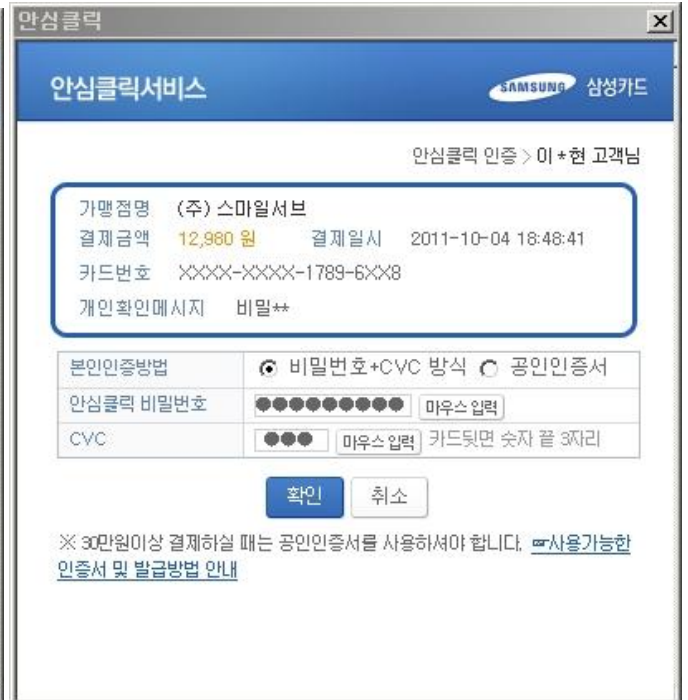 안심클릭
안심클릭서비스 SAMSUNG 삼성카드
안심클릭 인증 > 이*현 고객님
가맹점명 (주) 스마일서브
결제금액 12,980 원 결제일시 2011-10-04 18:48:41
카드번호 XXXX-XXXX-1789-6XX8
개인확인메시지 비밀**
본인인증방법 비밀번호+CVC 방식 공인인증서
안심클릭 비밀번호 ●●●●●●●●● 마우스 입력
CVC ●●● 마우스 입력 카드뒷면 숫자 끝 3자리
확인 취소
※ 30만원이상 결제하실 때는 공인인증서를 사용하셔야 합니다. ☞사용가능한
인증서 및 발급방법 안내